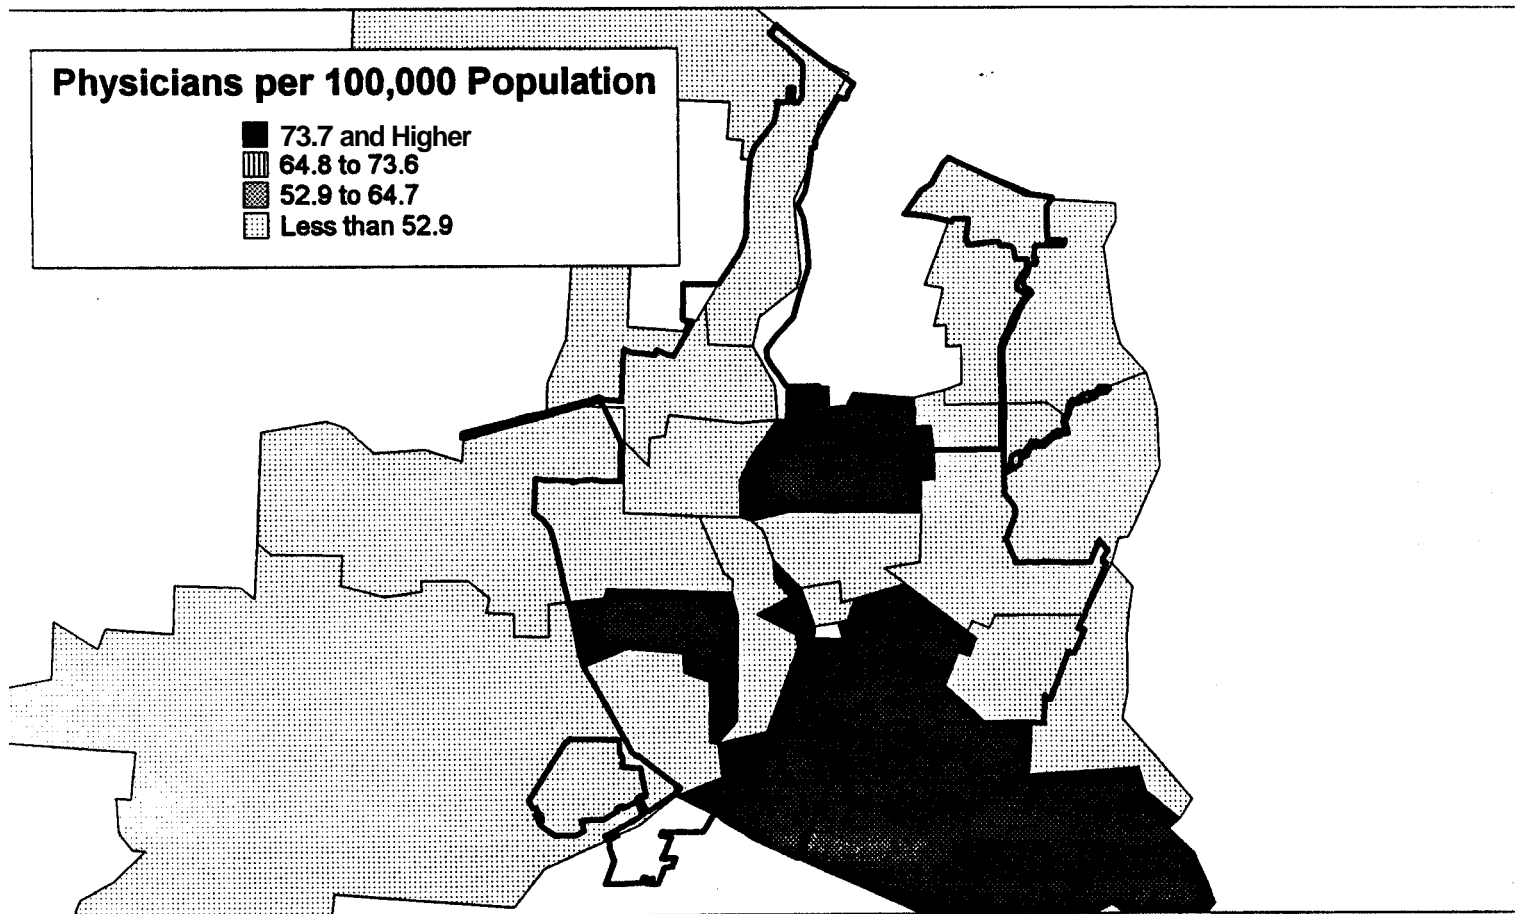 Physicians per 100,000 Population
73.7 and Higher
64.8 to 73.6
52.9 to 64.7
Less than 52.9